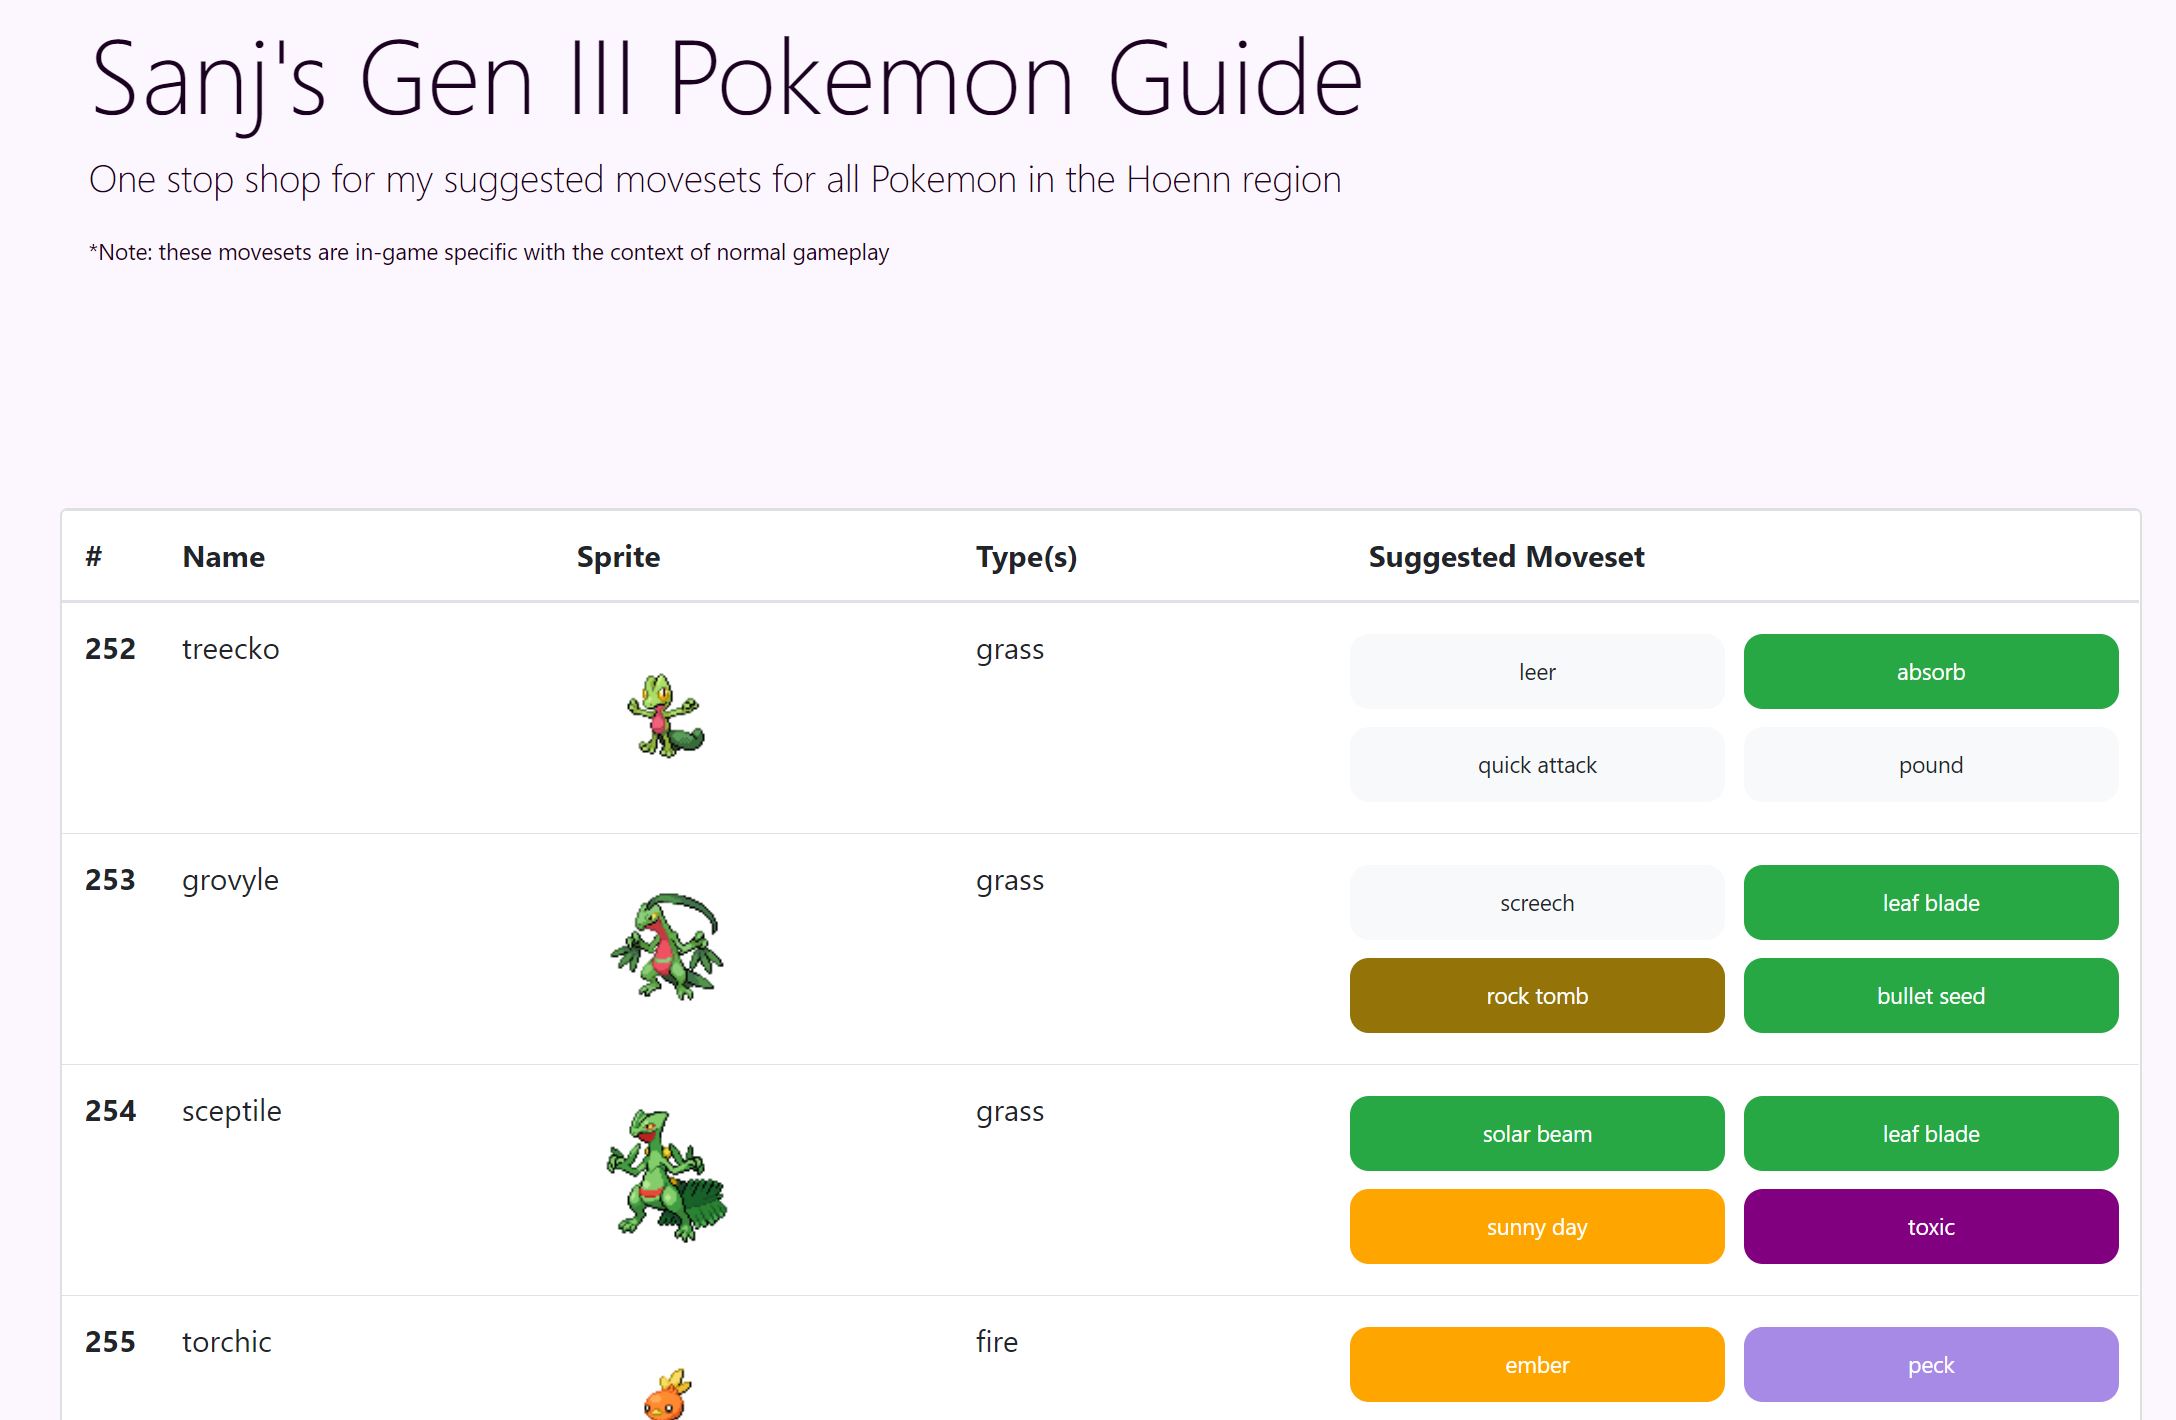 Sanj's Gen III Pokemon Guide
One stop shop for my suggested movesets for all Pokemon in the Hoenn region
*Note: these movesets are in-game specific with the context of normal gameplay
# Name Sprite Type(s) Suggested Moveset
252 treecko grass leer absorb
quick attack pound
253 grovyle grass screech leaf blade
rock tomb bullet seed
254 sceptile grass solar beam leaf blade
sunny day toxic
255 torchic fire ember peck